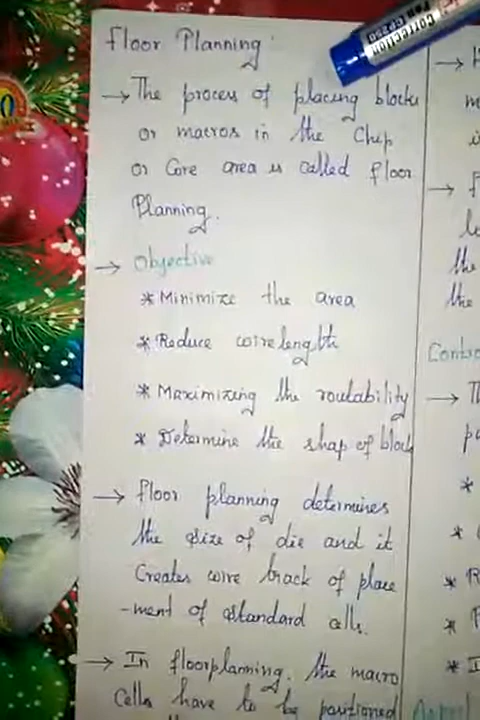 Floor Planning:
→ The process of placing blocks
or macros in the Chip
or Core area is called floor
Planning.
→ Objective
* Minimize the area
* Reduce wirelength
* Maximizing the routability
* Determine the shap of block
→ Floor planning determines
the size of die and it
Creates wire track of place
-ment of standard cells.
→ In floorplanning. the macro
Cells have to be positioned
CORRECTION
→
→
the
the
→
*
*
*
*
*